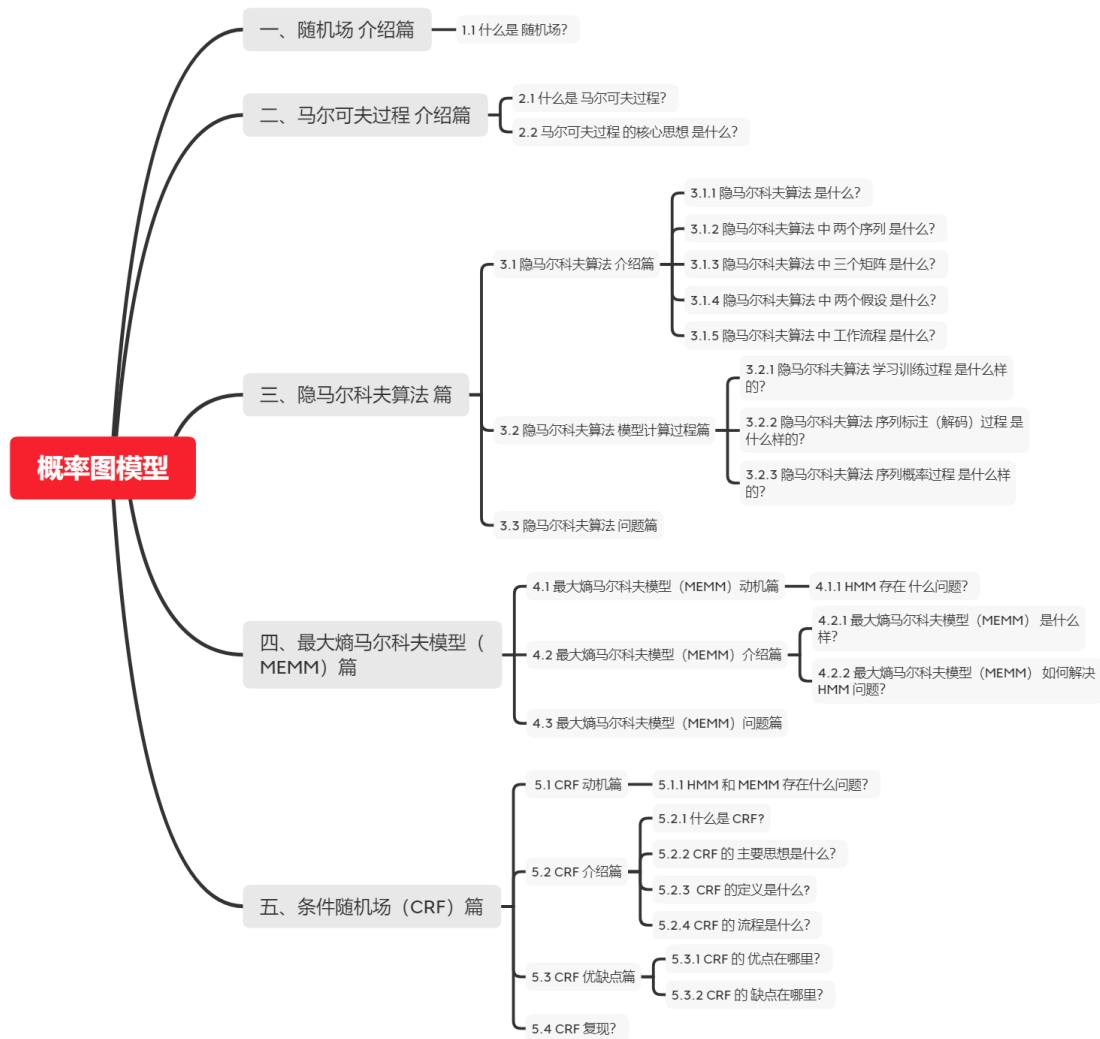 概率图模型
一、随机场 介绍篇
1.1 什么是 随机场?
二、马尔可夫过程 介绍篇
2.1 什么是 马尔可夫过程?
2.2 马尔可夫过程 的核心思想 是什么?
三、隐马尔科夫算法 篇
3.1 隐马尔科夫算法 介绍篇
3.1.1 隐马尔科夫算法 是什么?
3.1.2 隐马尔科夫算法 中 两个序列 是什么?
3.1.3 隐马尔科夫算法 中 三个矩阵 是什么?
3.1.4 隐马尔科夫算法 中 两个假设 是什么?
3.1.5 隐马尔科夫算法 中 工作流程 是什么?
3.2 隐马尔科夫算法 模型计算过程篇
3.2.1 隐马尔科夫算法 学习训练过程 是什么样
的?
3.2.2 隐马尔科夫算法 序列标注（解码）过程 是
什么样的?
3.2.3 隐马尔科夫算法 序列概率过程 是什么样
的?
3.3 隐马尔科夫算法 问题篇
四、最大熵马尔科夫模型（
MEMM）篇
4.1 最大熵马尔科夫模型（MEMM）动机篇
4.1.1 HMM 存在 什么问题?
4.2 最大熵马尔科夫模型（MEMM）介绍篇
4.2.1 最大熵马尔科夫模型（MEMM） 是什么
样?
4.2.2 最大熵马尔科夫模型（MEMM） 如何解决
HMM 问题?
4.3 最大熵马尔科夫模型（MEMM）问题篇
五、条件随机场（CRF）篇
5.1 CRF 动机篇
5.1.1 HMM 和 MEMM 存在什么问题?
5.2 CRF 介绍篇
5.2.1 什么是 CRF?
5.2.2 CRF 的 主要思想是什么?
5.2.3 CRF 的定义是什么?
5.2.4 CRF 的 流程是什么?
5.3 CRF 优缺点篇
5.3.1 CRF 的 优点在哪里?
5.3.2 CRF 的 缺点在哪里?
5.4 CRF 复现?